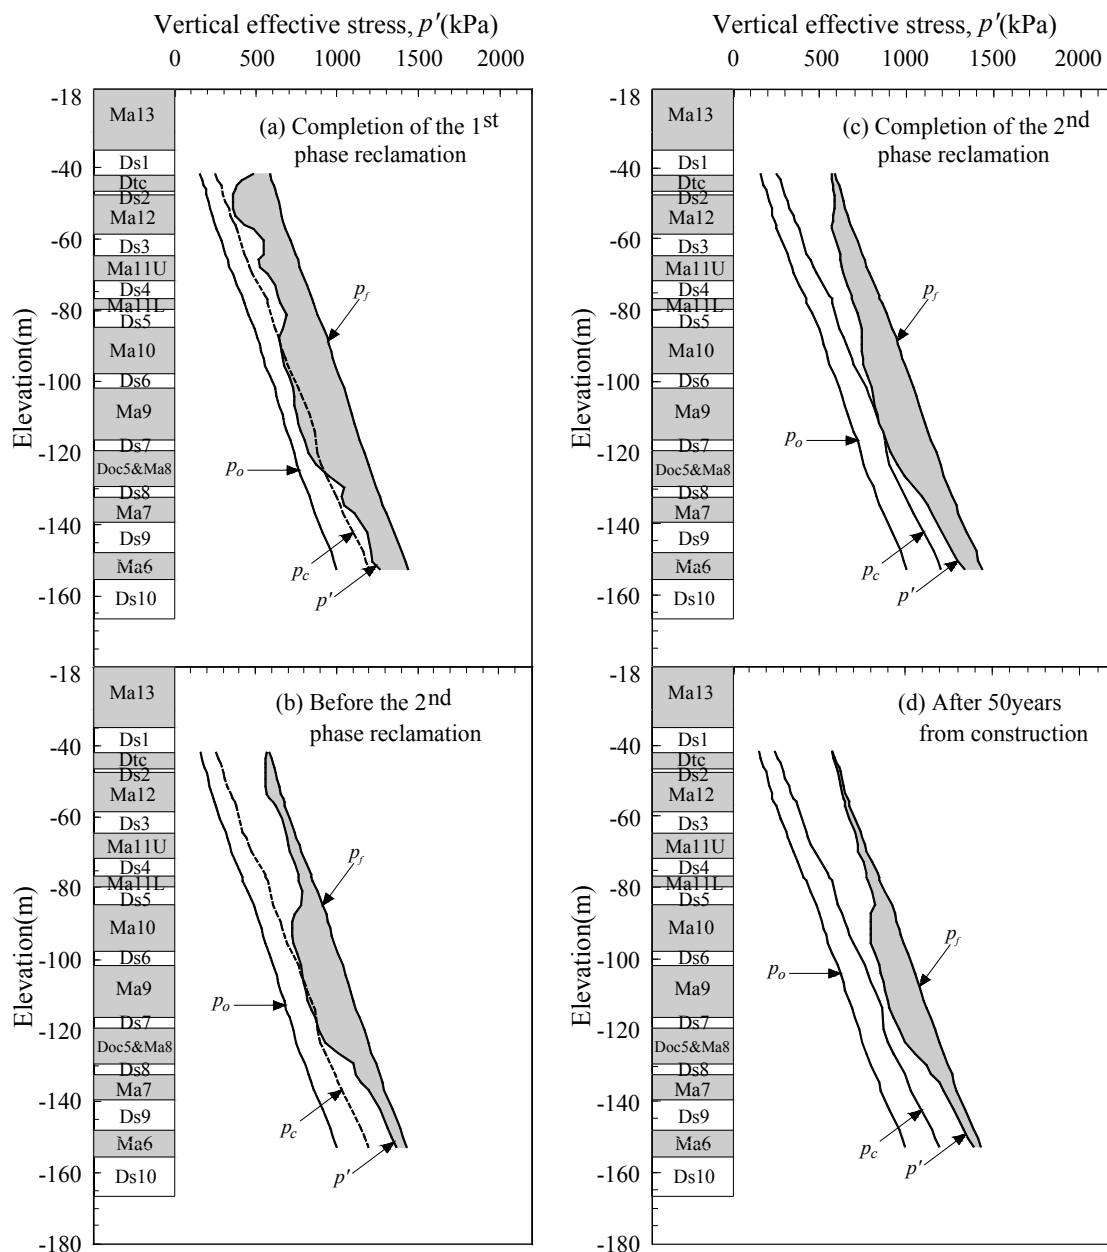 Vertical effective stress, p'(kPa)
0 500 1000 1500 2000
Elevation(m)
-18
-40
-60
-80
-100
-120
-140
-160
Ma13
Ds1
Dtc
Ds2
Ma12
Ds3
Ma11U
Ds4
Ma11L
Ds5
Ma10
Ds6
Ma9
Ds7
Doc5&Ma8
Ds8
Ma7
Ds9
Ma6
Ds10
(a) Completion of the 1st
phase reclamation
pf
po
pc
p'
Vertical effective stress, p'(kPa)
0 500 1000 1500 2000
Elevation(m)
-18
-40
-60
-80
-100
-120
-140
-160
Ma13
Ds1
Dtc
Ds2
Ma12
Ds3
Ma11U
Ds4
Ma11L
Ds5
Ma10
Ds6
Ma9
Ds7
Doc5&Ma8
Ds8
Ma7
Ds9
Ma6
Ds10
(c) Completion of the 2nd
phase reclamation
pf
po
pc
p'
Elevation(m)
-18
-40
-60
-80
-100
-120
-140
-160
-180
Ma13
Ds1
Dtc
Ds2
Ma12
Ds3
Ma11U
Ds4
Ma11L
Ds5
Ma10
Ds6
Ma9
Ds7
Doc5&Ma8
Ds8
Ma7
Ds9
Ma6
Ds10
(b) Before the 2nd
phase reclamation
pf
po
pc
p'
Elevation(m)
-18
-40
-60
-80
-100
-120
-140
-160
-180
Ma13
Ds1
Dtc
Ds2
Ma12
Ds3
Ma11U
Ds4
Ma11L
Ds5
Ma10
Ds6
Ma9
Ds7
Doc5&Ma8
Ds8
Ma7
Ds9
Ma6
Ds10
(d) After 50years
from construction
pf
po
pc
p'